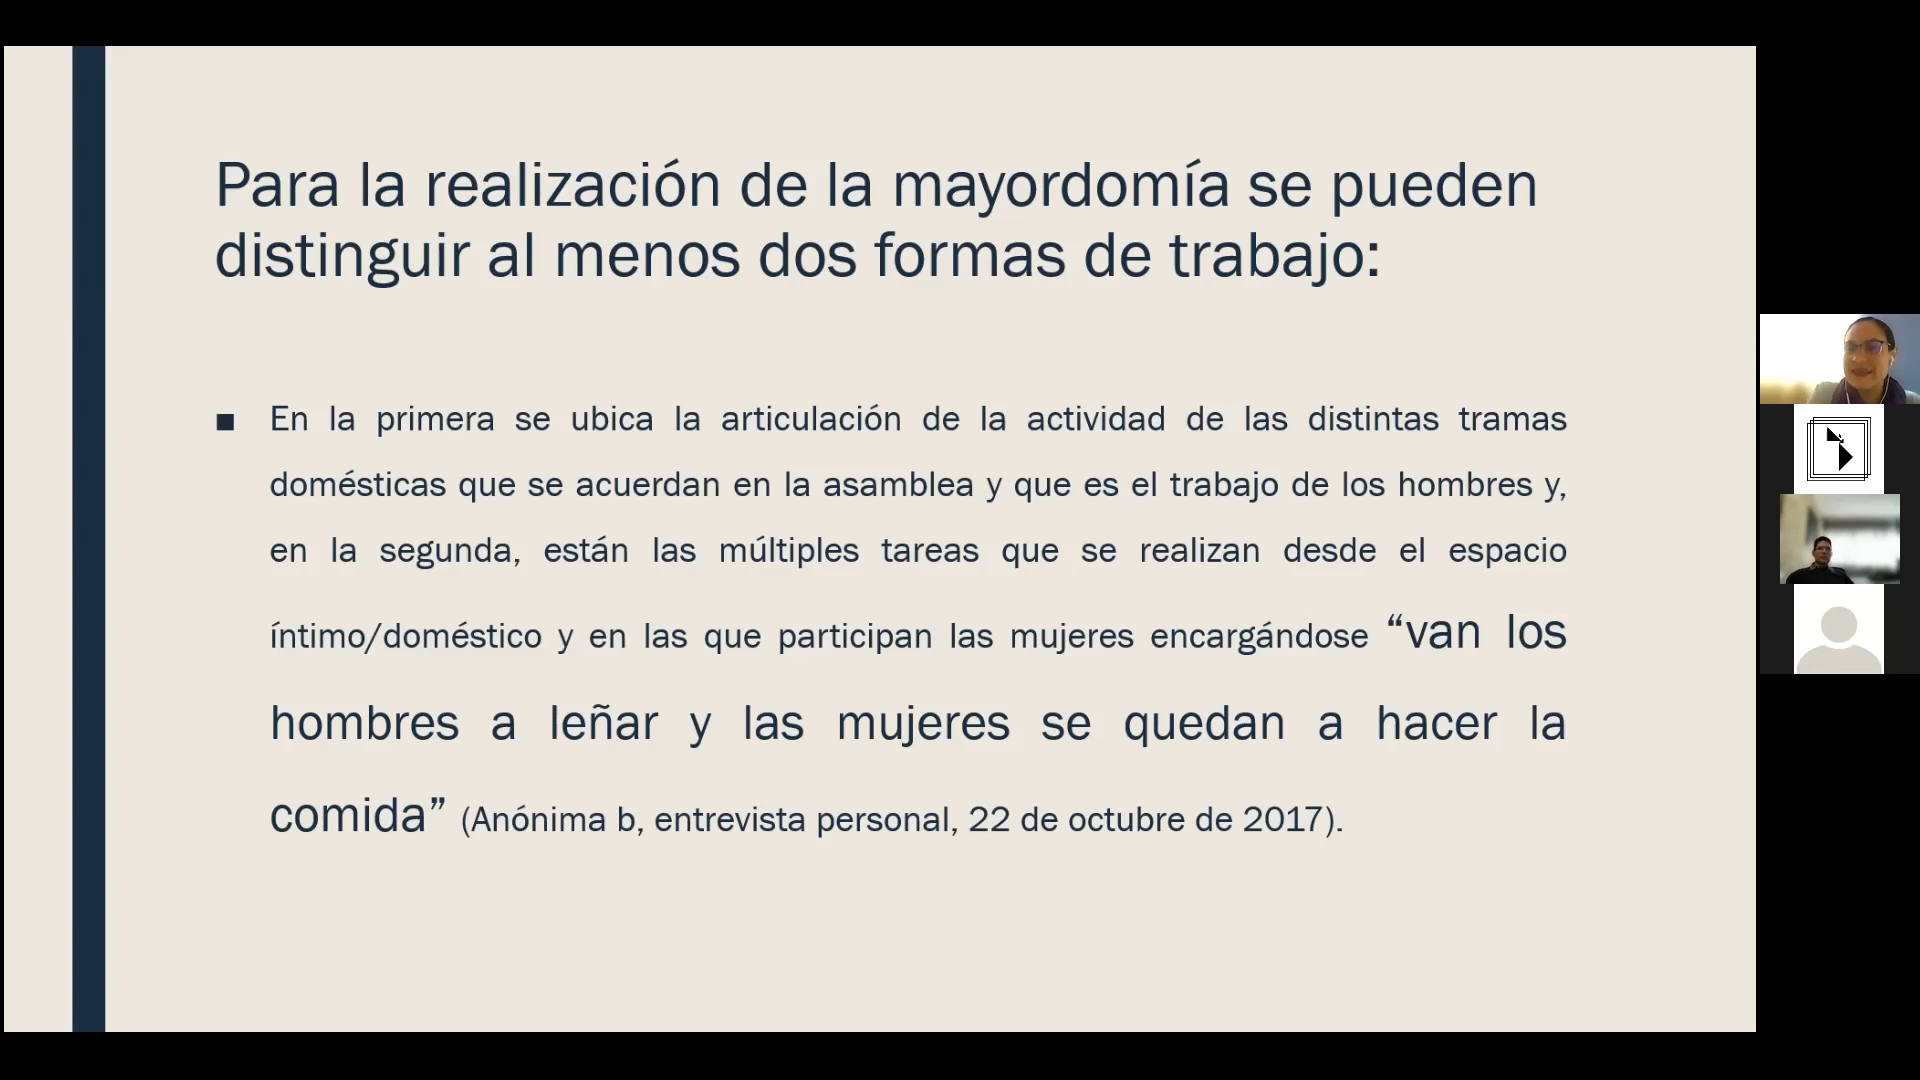 Para la realización de la mayordomía se pueden
distinguir al menos dos formas de trabajo:
■ En la primera se ubica la articulación de la actividad de las distintas tramas
domésticas que se acuerdan en la asamblea y que es el trabajo de los hombres y,
en la segunda, están las múltiples tareas que se realizan desde el espacio
íntimo/doméstico y en las que participan las mujeres encargándose “van los
hombres a leñar y las mujeres se quedan a hacer la
comida” (Anónima b, entrevista personal, 22 de octubre de 2017).